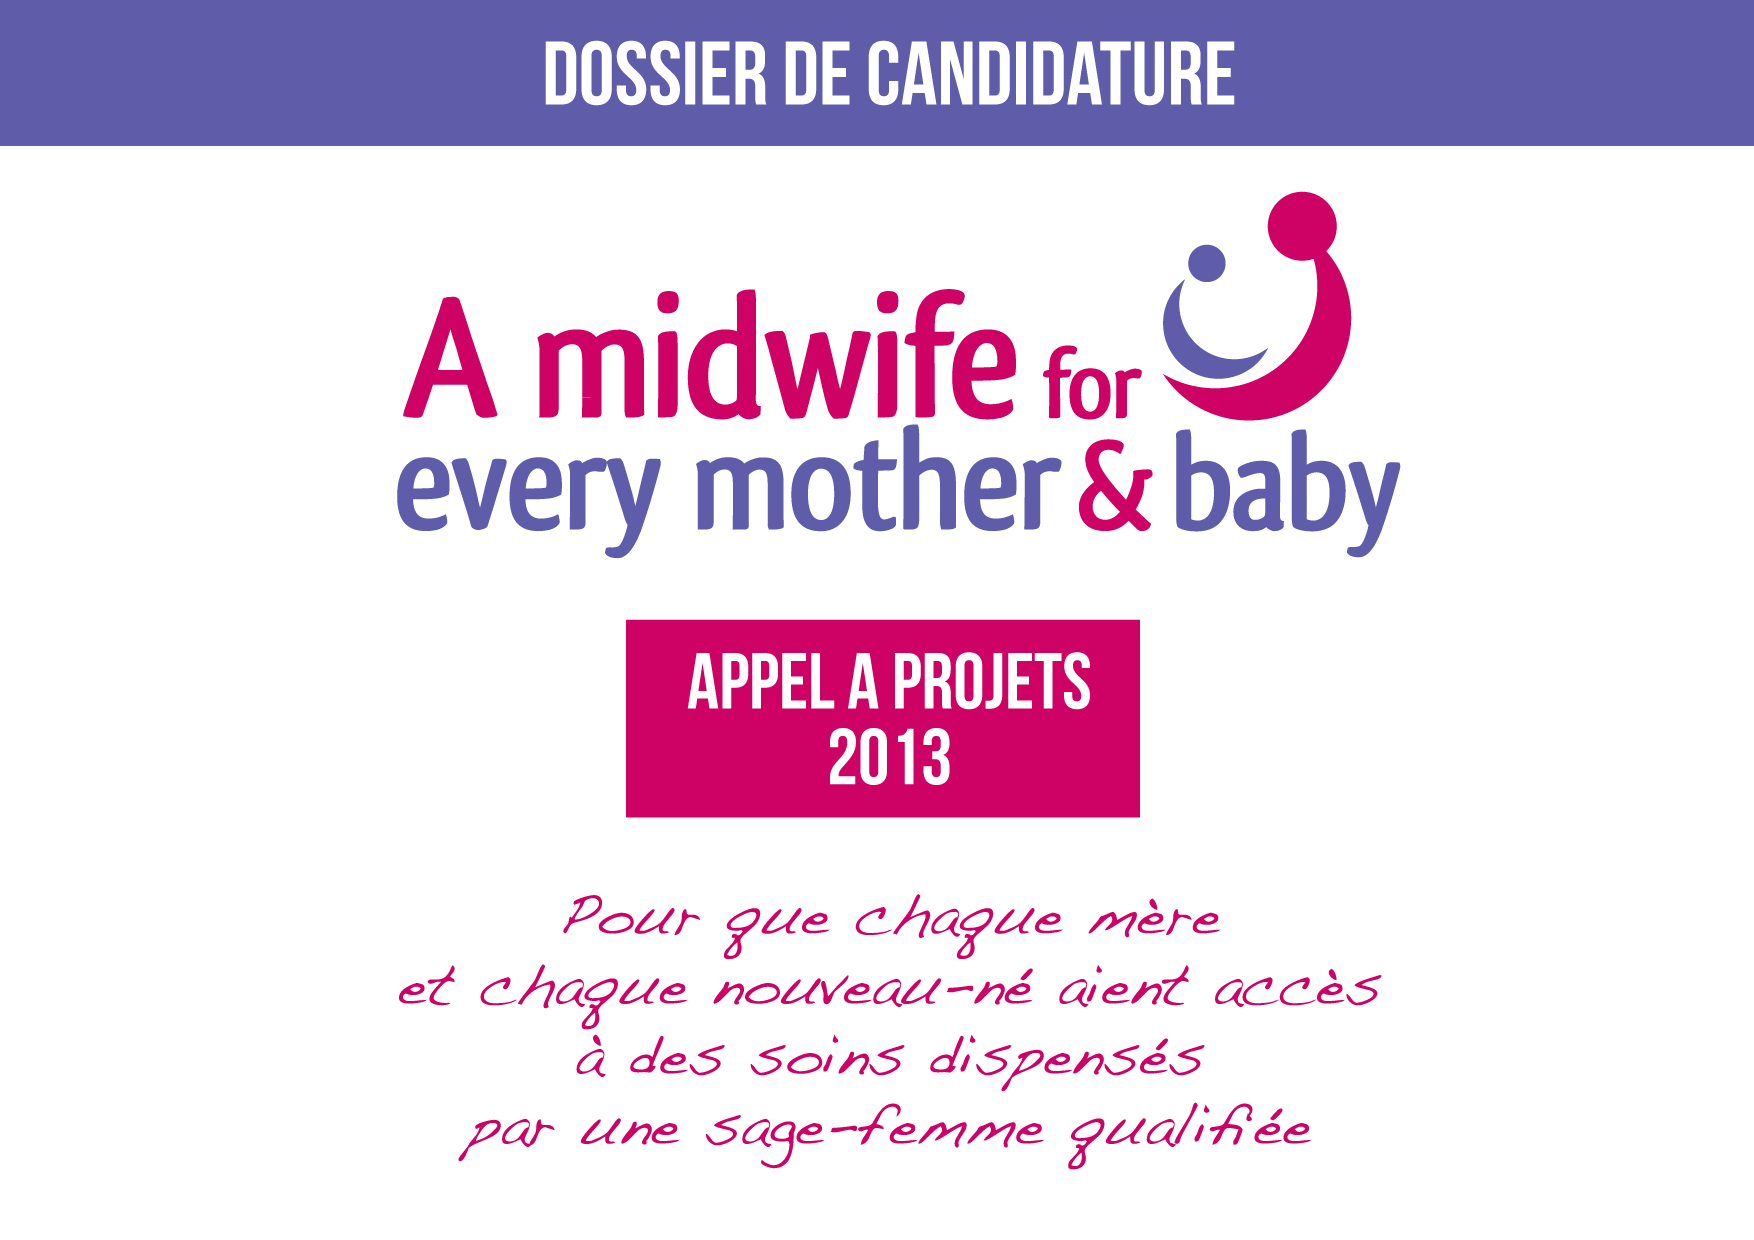 DOSSIER DE CANDIDATURE
A midwife for
every mother & baby
APPEL A PROJETS
2013
Pour que chaque mère
et chaque nouveau-né aient accès
à des soins dispensés
par une sage-femme qualifiée